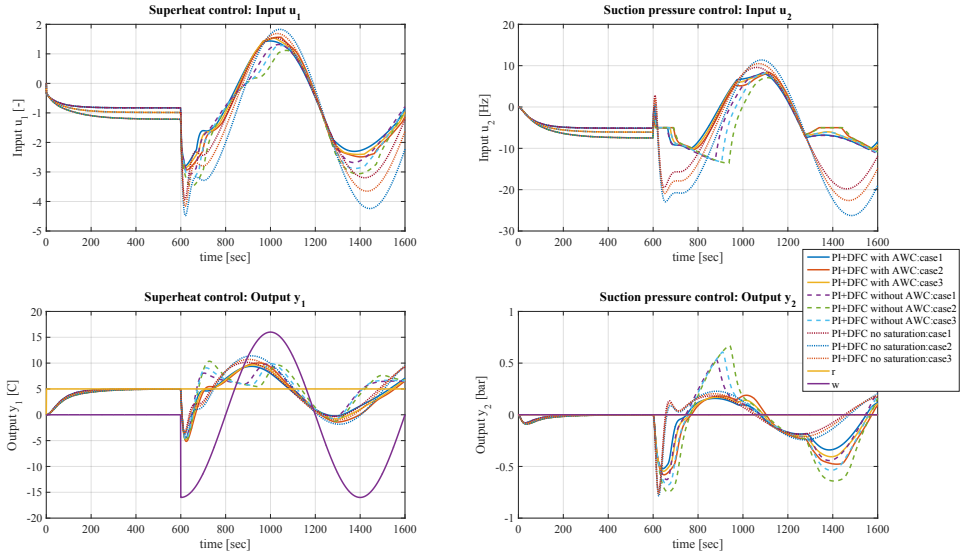 Superheat control: Input u1
2
1
0
-1
-2
-3
-4
-5
Input u1 [-]
0 200 400 600 800 1000 1200 1400 1600
time [sec]
Suction pressure control: Input u2
20
10
0
-10
-20
-30
Input u2 [Hz]
0 200 400 600 800 1000 1200 1400 1600
time [sec]
Superheat control: Output y1
20
15
10
5
0
-5
10
-15
20
Output y1 [C]
0 200 400 600 800 1000 1200 1400 1600
time [sec]
Suction pressure control: Output y2
1
0.5
0
-0.5
-1
Output y2 [bar]
0 200 400 600 800 1000 1200 1400 1600
time [sec]
PI+DFC with AWC:case1
PI+DFC with AWC:case2
PI+DFC with AWC:case3
PI+DFC without AWC:case1
PI+DFC without AWC:case2
PI+DFC without AWC:case3
PI+DFC no saturation:case1
PI+DFC no saturation:case2
PI+DFC no saturation:case3
r
w